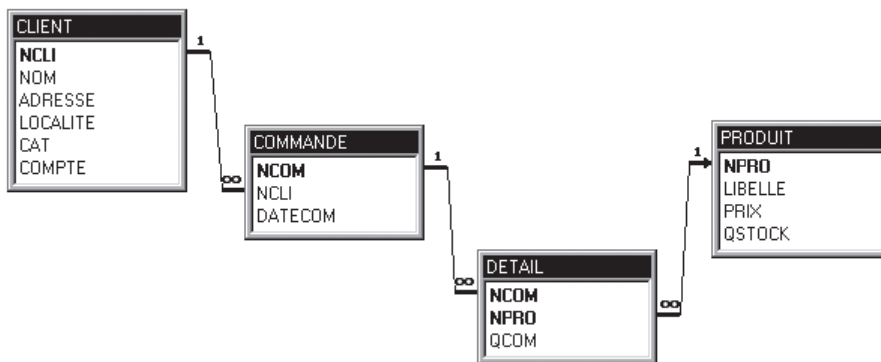 CLIENT
NCLI
NOM
ADRESSE
LOCALITE
CAT
COMPTE
1
∞
COMMANDE
NCOM
NCLI
DATECOM
1
∞
DETAIL
NCOM
NPRO
QCOM
∞
1
PRODUIT
NPRO
LIBELLE
PRIX
QSTOCK